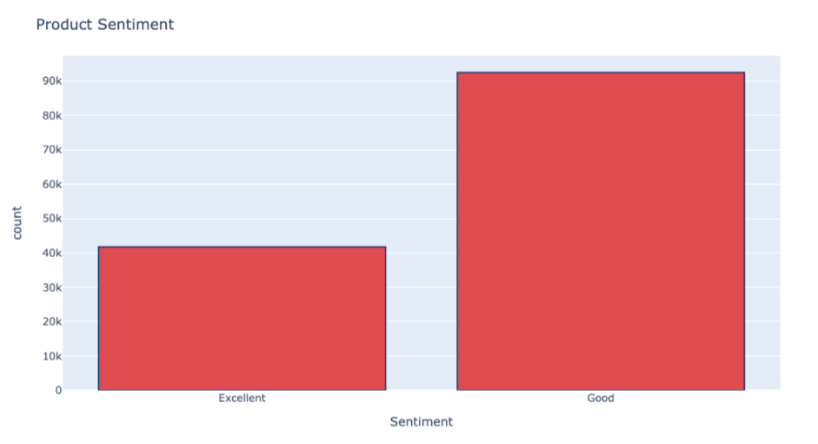 Product Sentiment
90k
80k
70k
60k
50k
40k
30k
20k
10k
0
count
Excellent
Good
Sentiment